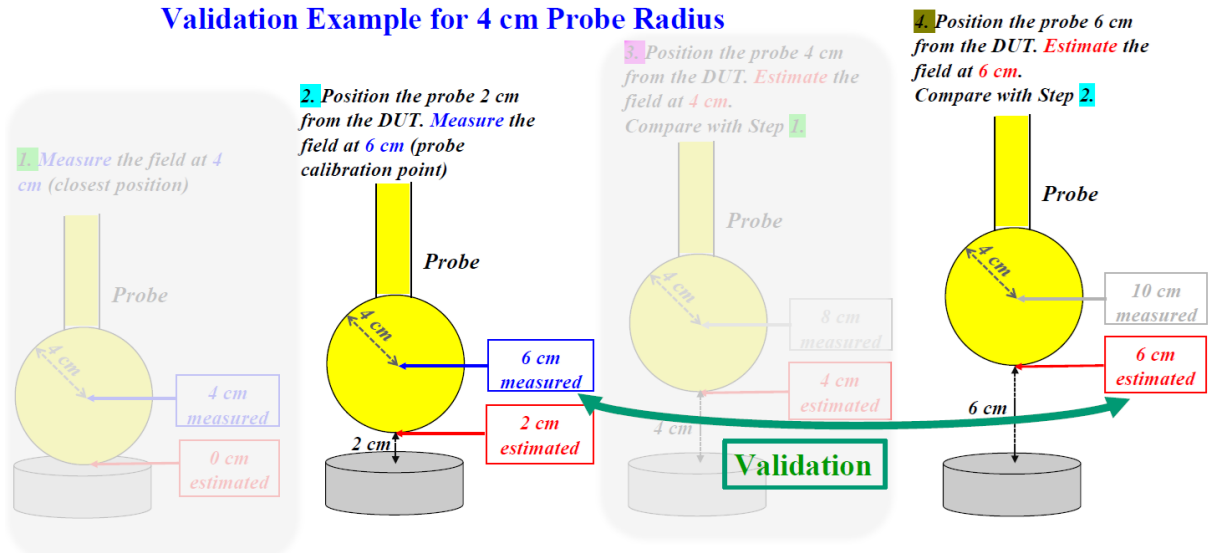 Validation Example for 4 cm Probe Radius
1. Measure the field at 4
cm (closest position)
Probe
4 cm
4 cm
measured
0 cm
estimated
2. Position the probe 2 cm
from the DUT. Measure the
field at 6 cm (probe
calibration point)
Probe
4 cm
6 cm
measured
2 cm
estimated
2 cm
3. Position the probe 4 cm
from the DUT. Estimate the
field at 4 cm.
Compare with Step 1.
Probe
4 cm
8 cm
measured
4 cm
estimated
4 cm
4. Position the probe 6 cm
from the DUT. Estimate the
field at 6 cm.
Compare with Step 2.
Probe
4 cm
10 cm
measured
6 cm
estimated
6 cm
Validation